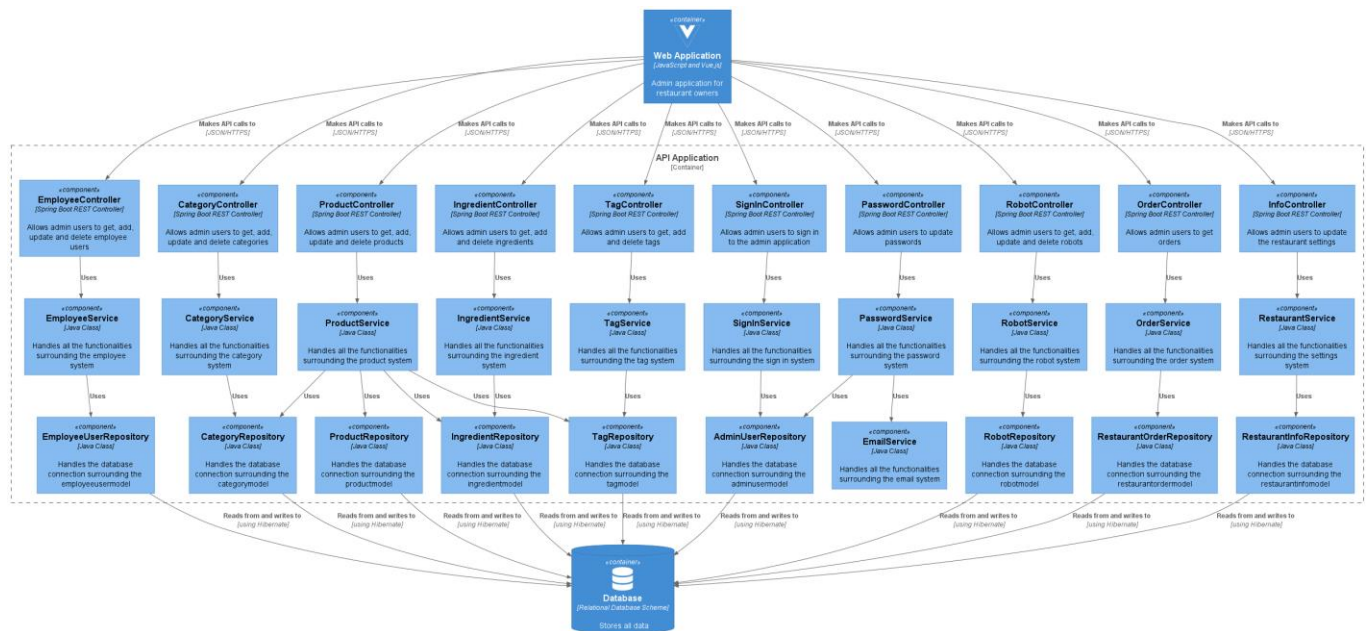 «container»
Web Application
[JavaScript and Vue.js]
Admin application for
restaurant owners
Makes API calls to
[JSON/HTTPS]
Makes API calls to
[JSON/HTTPS]
Makes API calls to
[JSON/HTTPS]
Makes API calls to
[JSON/HTTPS]
Makes API calls to
[JSON/HTTPS]
Makes API calls to
[JSON/HTTPS]
Makes API calls to
[JSON/HTTPS]
Makes API calls to
[JSON/HTTPS]
Makes API calls to
[JSON/HTTPS]
Makes API calls to
[JSON/HTTPS]
API Application
[Container]
«component»
EmployeeController
[Spring Boot REST Controller]
Allows admin users to get, add,
update and delete employee
users
«component»
CategoryController
[Spring Boot REST Controller]
Allows admin users to get, add,
update and delete categories
«component»
ProductController
[Spring Boot REST Controller]
Allows admin users to get, add,
update and delete products
«component»
IngredientController
[Spring Boot REST Controller]
Allows admin users to get, add
and delete ingredients
«component»
TagController
[Spring Boot REST Controller]
Allows admin users to get, add
and delete tags
«component»
SignInController
[Spring Boot REST Controller]
Allows admin users to sign in
to the admin application
«component»
PasswordController
[Spring Boot REST Controller]
Allows admin users to update
passwords
«component»
RobotController
[Spring Boot REST Controller]
Allows admin users to get, add,
update and delete robots
«component»
OrderController
[Spring Boot REST Controller]
Allows admin users to get
orders
«component»
InfoController
[Spring Boot REST Controller]
Allows admin users to update
the restaurant settings
Uses
Uses
Uses
Uses
Uses
Uses
Uses
Uses
Uses
Uses
«component»
EmployeeService
[Java Class]
Handles all the functionalities
surrounding the employee
system
«component»
CategoryService
[Java Class]
Handles all the functionalities
surrounding the category
system
«component»
ProductService
[Java Class]
Handles all the functionalities
surrounding the product system
«component»
IngredientService
[Java Class]
Handles all the functionalities
surrounding the ingredient
system
«component»
TagService
[Java Class]
Handles all the functionalities
surrounding the tag system
«component»
SignInService
[Java Class]
Handles all the functionalities
surrounding the sign in system
«component»
PasswordService
[Java Class]
Handles all the functionalities
surrounding the password
system
«component»
RobotService
[Java Class]
Handles all the functionalities
surrounding the robot system
«component»
OrderService
[Java Class]
Handles all the functionalities
surrounding the order system
«component»
RestaurantService
[Java Class]
Handles all the functionalities
surrounding the settings
system
Uses
Uses
Uses
Uses
Uses
Uses
Uses
Uses
Uses
Uses
Uses
Uses
Uses
Uses
«component»
EmployeeUserRepository
[Java Class]
Handles the database
connection surrounding the
employeeusermodel
«component»
CategoryRepository
[Java Class]
Handles the database
connection surrounding the
categorymodel
«component»
ProductRepository
[Java Class]
Handles the database
connection surrounding the
productmodel
«component»
IngredientRepository
[Java Class]
Handles the database
connection surrounding the
ingredientmodel
«component»
TagRepository
[Java Class]
Handles the database
connection surrounding the
tagmodel
«component»
AdminUserRepository
[Java Class]
Handles the database
connection surrounding the
adminusermodel
«component»
EmailService
[Java Class]
Handles all the functionalities
surrounding the email system
«component»
RobotRepository
[Java Class]
Handles the database
connection surrounding the
robotmodel
«component»
RestaurantOrderRepository
[Java Class]
Handles the database
connection surrounding the
restaurantordermodel
«component»
RestaurantInfoRepository
[Java Class]
Handles the database
connection surrounding the
restaurantinfomodel
Reads from and writes to
[using Hibernate]
Reads from and writes to
[using Hibernate]
Reads from and writes to
[using Hibernate]
Reads from and writes to
[using Hibernate]
Reads from and writes to
[using Hibernate]
Reads from and writes to
[using Hibernate]
Reads from and writes to
[using Hibernate]
Reads from and writes to
[using Hibernate]
Reads from and writes to
[using Hibernate]
«container»
Database
[Relational Database Scheme]
Stores all data